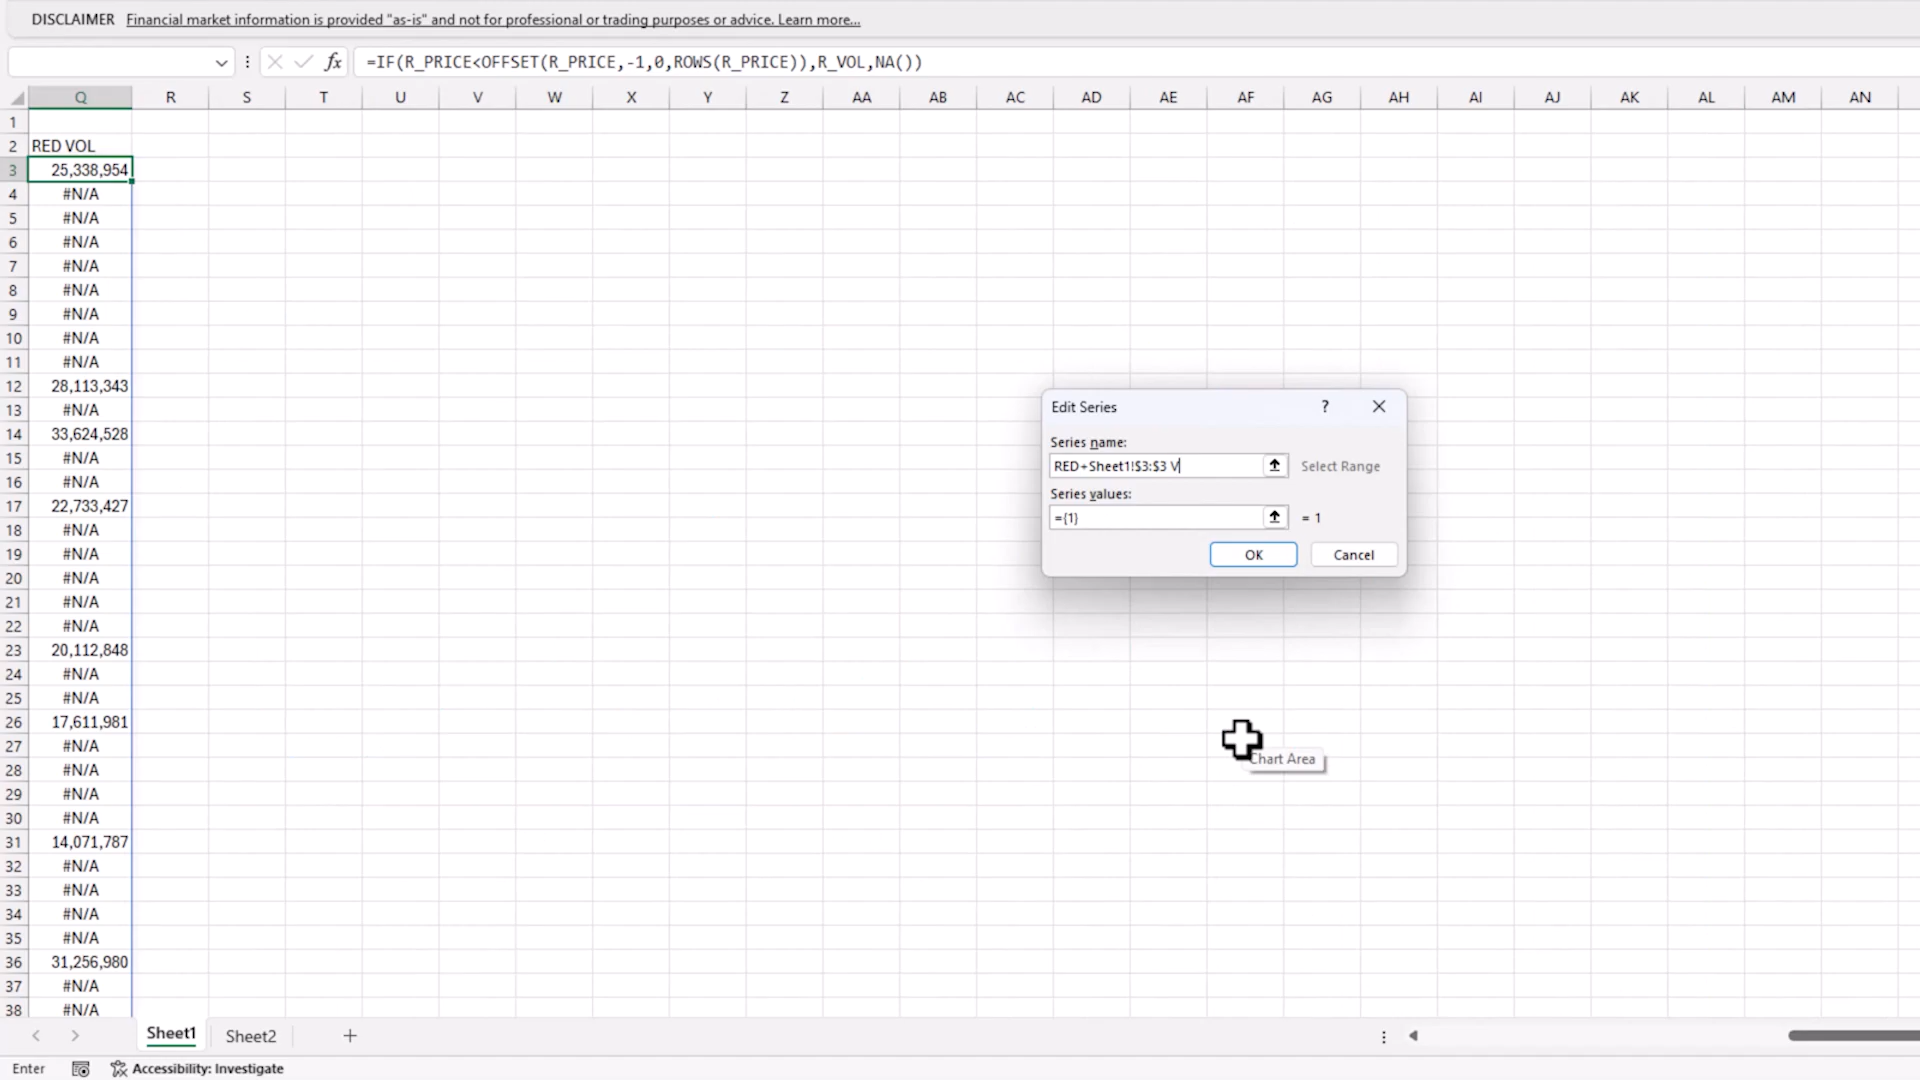 DISCLAIMER Financial market information is provided "as-is" and not for professional or trading purposes or advice. Learn more...
fx =IF(R_PRICE<OFFSET(R_PRICE,-1,0,ROWS(R_PRICE)),R_VOL,NA())
Q R S T U V W X Y Z AA AB AC AD AE AF AG AH AI AJ AK AL AM AN
1
2 RED VOL
3 25,338,954
4 #N/A
5 #N/A
6 #N/A
7 #N/A
8 #N/A
9 #N/A
10 #N/A
11 #N/A
12 28,113,343
13 #N/A
14 33,624,528
15 #N/A
16 #N/A
17 22,733,427
18 #N/A
19 #N/A
20 #N/A
21 #N/A
22 #N/A
23 20,112,848
24 #N/A
25 #N/A
26 17,611,981
27 #N/A
28 #N/A
29 #N/A
30 #N/A
31 14,071,787
32 #N/A
33 #N/A
34 #N/A
35 #N/A
36 31,256,980
37 #N/A
38 #N/A
Edit Series ?
Series name:
RED+Sheet1!$3:$3 V Select Range
Series values:
={1} = 1
OK Cancel
Chart Area
Sheet1 Sheet2 +
Enter Accessibility: Investigate